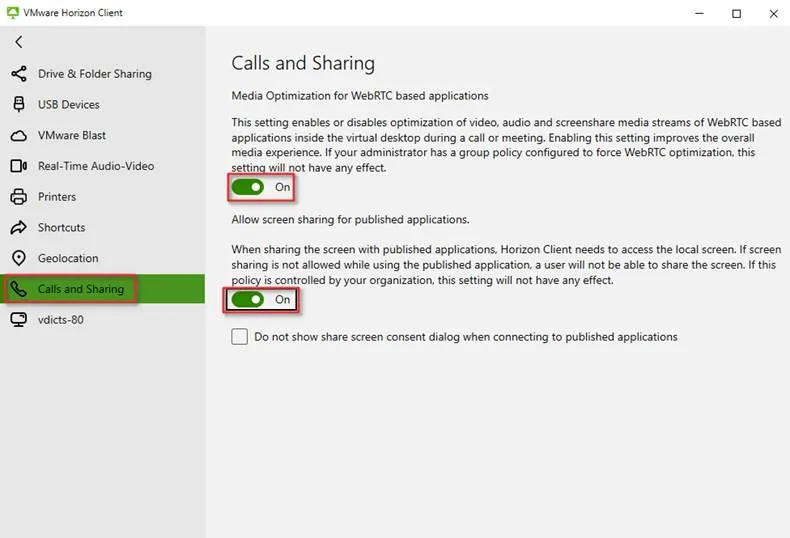 VMware Horizon Client
Drive & Folder Sharing
USB Devices
VMware Blast
Real-Time Audio-Video
Printers
Shortcuts
Geolocation
Calls and Sharing
vdicts-80
Calls and Sharing
Media Optimization for WebRTC based applications
This setting enables or disables optimization of video, audio and screenshare media streams of WebRTC based
applications inside the virtual desktop during a call or meeting. Enabling this setting improves the overall
media experience. If your administrator has a group policy configured to force WebRTC optimization, this
setting will not have any effect.
On
Allow screen sharing for published applications.
When sharing the screen with published applications, Horizon Client needs to access the local screen. If screen
sharing is not allowed while using the published application, a user will not be able to share the screen. If this
policy is controlled by your organization, this setting will not have any effect.
On
Do not show share screen consent dialog when connecting to published applications